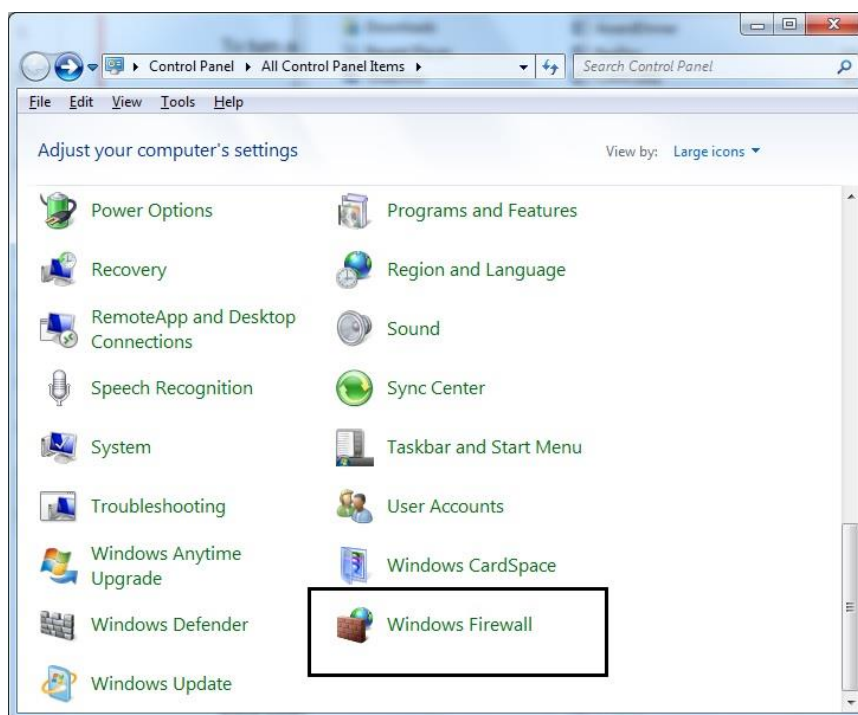 Control Panel ▸ All Control Panel Items ▸
Search Control Panel
File Edit View Tools Help
Adjust your computer's settings
View by: Large icons
Power Options
Programs and Features
Recovery
Region and Language
RemoteApp and Desktop
Connections
Sound
Speech Recognition
Sync Center
System
Taskbar and Start Menu
Troubleshooting
User Accounts
Windows Anytime
Upgrade
Windows CardSpace
Windows Defender
Windows Firewall
Windows Update